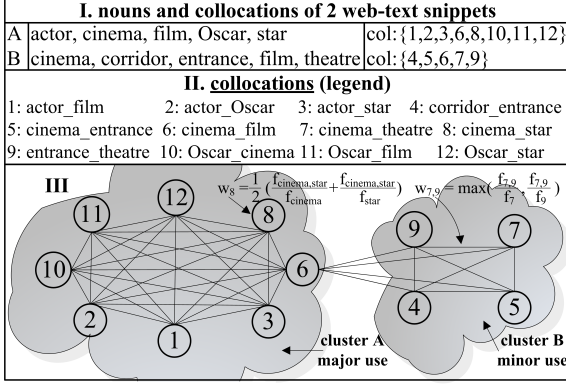 I. nouns and collocations of 2 web-text snippets
A actor, cinema, film, Oscar, star col:{1,2,3,6,8,10,11,12}
B cinema, corridor, entrance, film, theatre col:{4,5,6,7,9}
II. collocations (legend)
1: actor_film 2: actor_Oscar 3: actor_star 4: corridor_entrance
5: cinema_entrance 6: cinema_film 7: cinema_theatre 8: cinema_star
9: entrance_theatre 10: Oscar_cinema 11: Oscar_film 12: Oscar_star
III
w8 = 1/2 (fcinema,star/fcinema + fcinema,star/fstar)
w7,9 = max(f7,9/f7, f7,9/f9)
12
11
8
9
7
10
6
2
1
3
4
5
cluster A
major use
cluster B
minor use